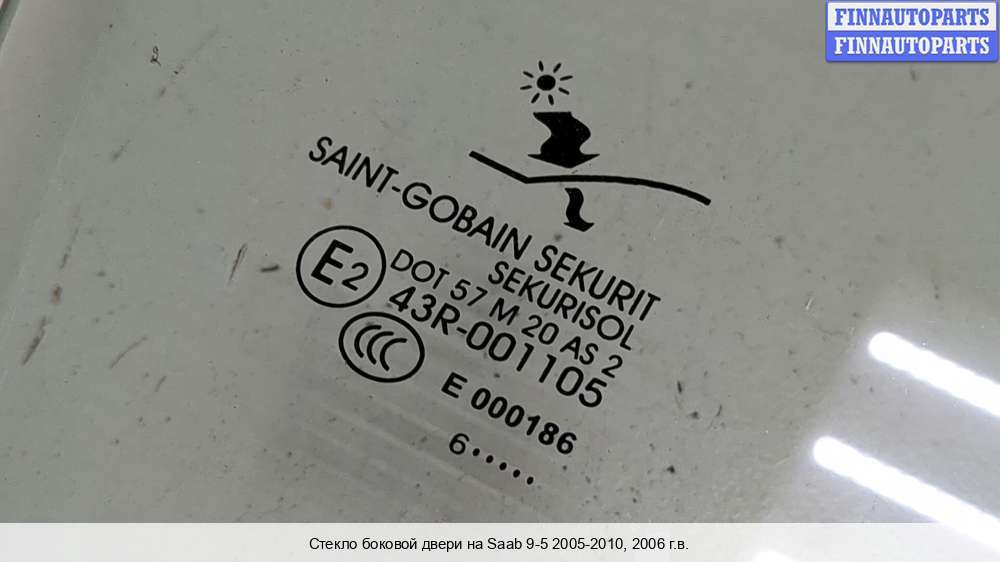 FINNAUTOPARTS
FINNAUTOPARTS
SAINT-GOBAIN SEKURIT
SEKURISOL
E2
DOT 57 M 20 AS 2
43R-001105
CCC
E 000186
6.....
Стекло боковой двери на Saab 9-5 2005-2010, 2006 г.в.